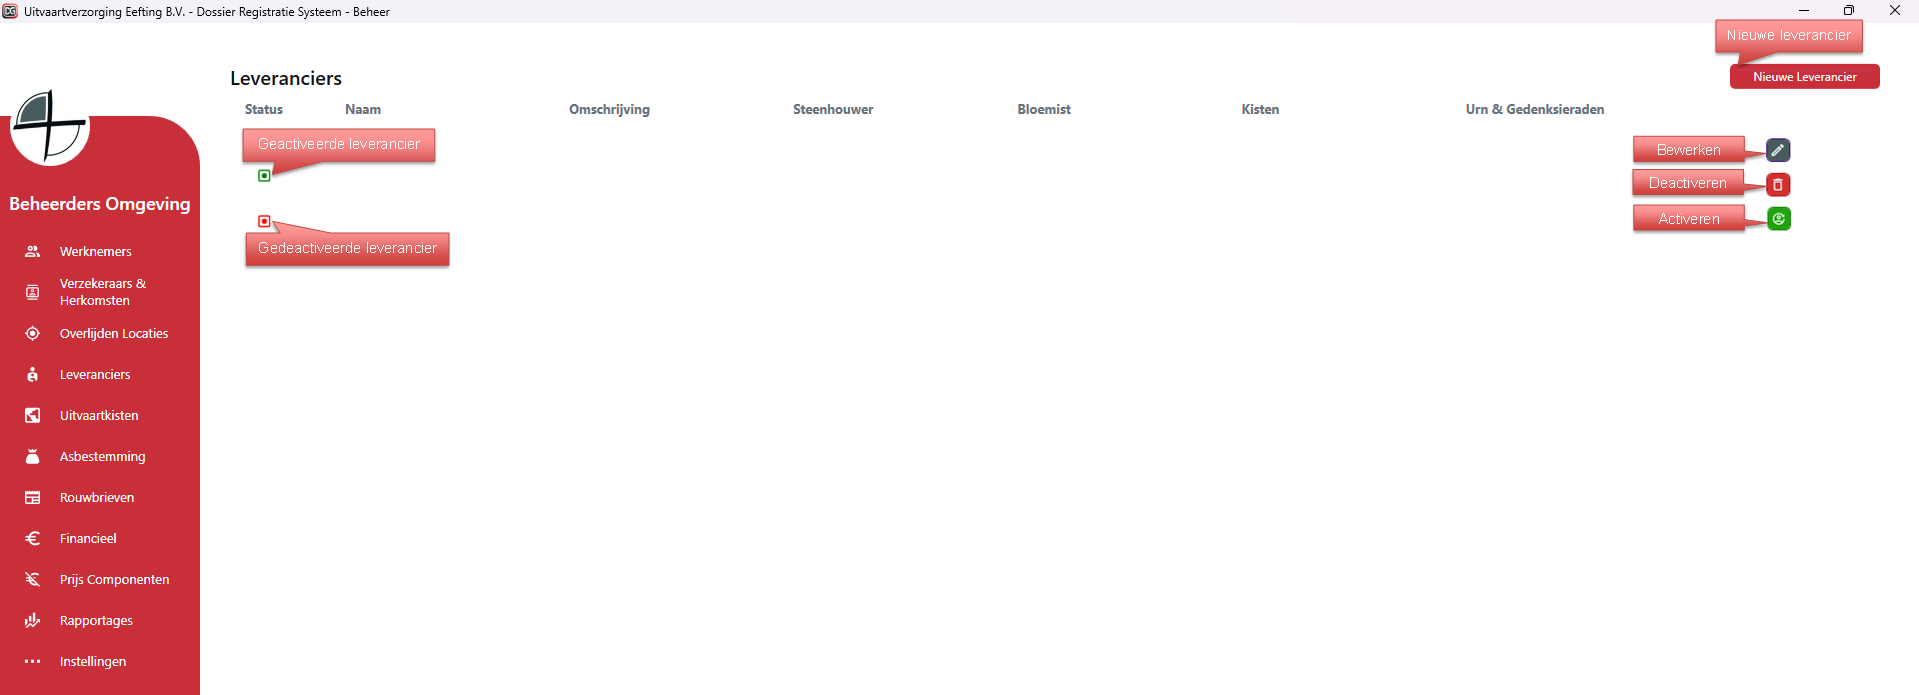 Uitvaartverzorging Eefting B.V. - Dossier Registratie Systeem - Beheer
Nieuwe leverancier
Leveranciers
Nieuwe Leverancier
Status Naam Omschrijving Steenhouwer Bloemist Kisten Urn & Gedenksieraden
Geactiveerde leverancier
Bewerken
Deactiveren
Activeren
Gedeactiveerde leverancier
Beheerders Omgeving
Werknemers
Verzekeraars &
Herkomsten
Overlijden Locaties
Leveranciers
Uitvaartkisten
Asbestemming
Rouwbrieven
Financieel
Prijs Componenten
Rapportages
Instellingen